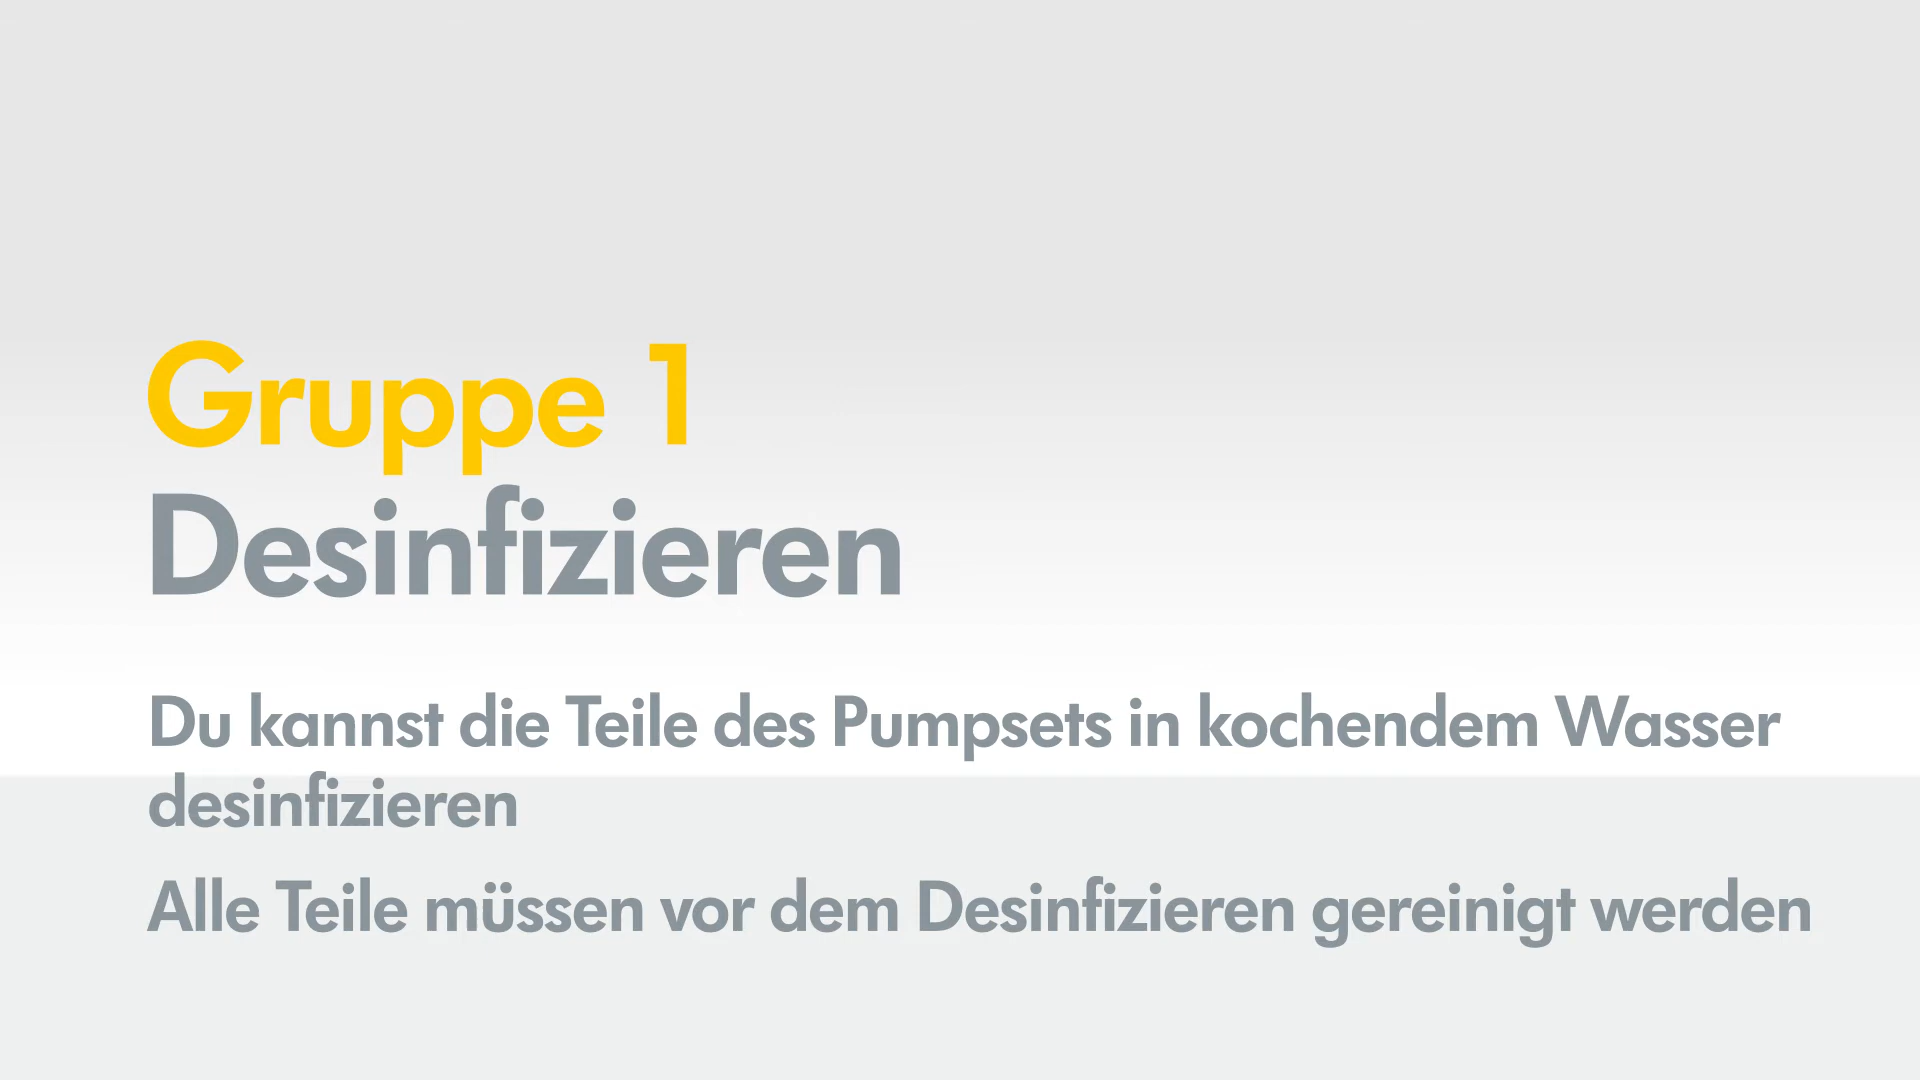 Gruppe 1
Desinfizieren
Du kannst die Teile des Pumpsets in kochendem Wasser
desinfizieren
Alle Teile müssen vor dem Desinfizieren gereinigt werden